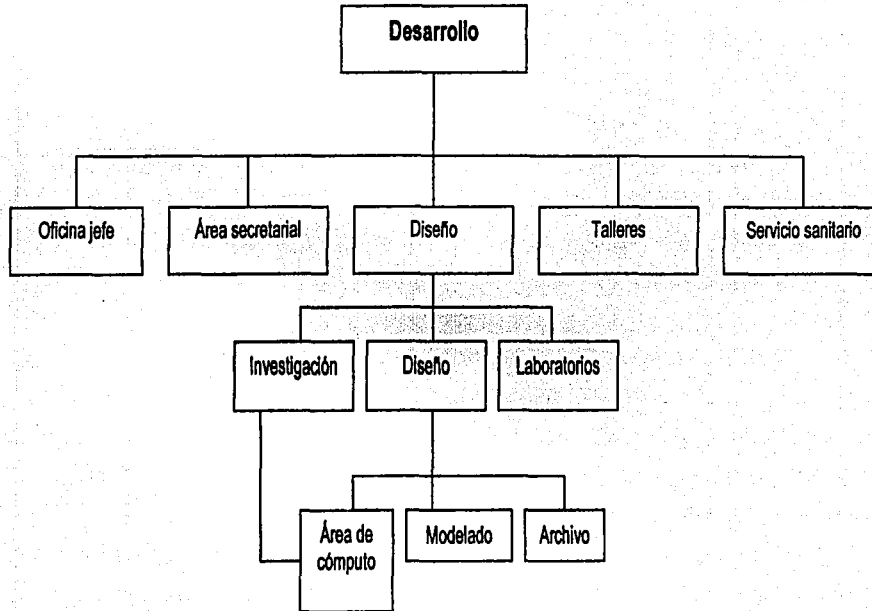 Desarrollo
Oficina jefe
Área secretarial
Diseño
Talleres
Servicio sanitario
Investigación
Diseño
Laboratorios
Área de
cómputo
Modelado
Archivo